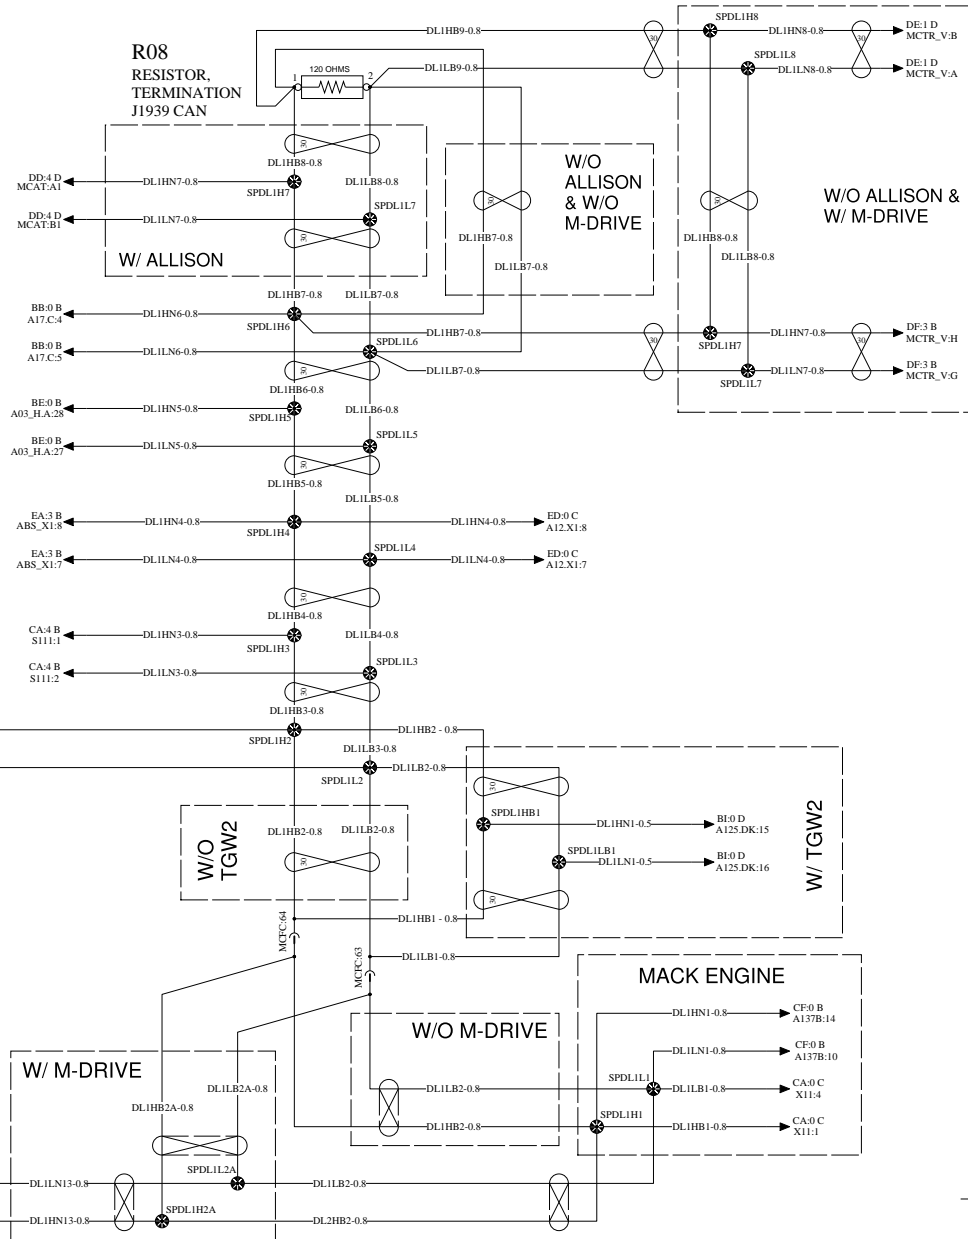 SPDL1H8
DL1HB9-0.8
30
DL1HN8-0.8
30
DE:1 D
MCTR_V:B
R08
RESISTOR,
TERMINATION
J1939 CAN
1
120 OHMS
2
DL1LB9-0.8
SPDL1L8
DL1LN8-0.8
DE:1 D
MCTR_V:A
30
DL1HB8-0.8
DD:4 D
MCAT:A1
DL1HN7-0.8
SPDL1H7
DL1LB8-0.8
DD:4 D
MCAT:B1
DL1LN7-0.8
SPDL1L7
30
W/ ALLISON
W/O
ALLISON
& W/O
M-DRIVE
30
DL1HB7-0.8
DL1LB7-0.8
30
DL1HB8-0.8
DL1LB8-0.8
W/O ALLISON &
W/ M-DRIVE
DL1HB7-0.8
DL1LB7-0.8
BB:0 B
A17.C:4
DL1HN6-0.8
SPDL1H6
DL1HB7-0.8
30
SPDL1H7
DL1HN7-0.8
30
DF:3 B
MCTR_V:H
BB:0 B
A17.C:5
DL1LN6-0.8
SPDL1L6
DL1LB7-0.8
SPDL1L7
DL1LN7-0.8
DF:3 B
MCTR_V:G
30
DL1HB6-0.8
BE:0 B
A03_H.A:28
DL1HN5-0.8
SPDL1H5
DL1LB6-0.8
BE:0 B
A03_H.A:27
DL1LN5-0.8
SPDL1L5
30
DL1HB5-0.8
DL1LB5-0.8
EA:3 B
ABS_X1:8
DL1HN4-0.8
SPDL1H4
DL1HN4-0.8
ED:0 C
A12.X1:8
EA:3 B
ABS_X1:7
DL1LN4-0.8
SPDL1L4
DL1LN4-0.8
ED:0 C
A12.X1:7
30
DL1HB4-0.8
CA:4 B
S111:1
DL1HN3-0.8
SPDL1H3
DL1LB4-0.8
CA:4 B
S111:2
DL1LN3-0.8
SPDL1L3
30
DL1HB3-0.8
SPDL1H2
DL1HB2 - 0.8
DL1LB3-0.8
SPDL1L2
DL1LB2-0.8
30
SPDL1HB1
DL1HN1-0.5
BI:0 D
A125.DK:15
SPDL1LB1
DL1LN1-0.5
BI:0 D
A125.DK:16
W/ TGW2
30
W/O
TGW2
DL1HB2-0.8
DL1LB2-0.8
30
MCFC:64
DL1HB1 - 0.8
MCFC:63
DL1LB1-0.8
MACK ENGINE
DL1HN1-0.8
CF:0 B
A137B:14
W/O M-DRIVE
DL1LN1-0.8
CF:0 B
A137B:10
DL1LB2-0.8
SPDL1L1
DL1LB1-0.8
CA:0 C
X11:4
DL1HB2-0.8
SPDL1H1
DL1HB1-0.8
CA:0 C
X11:1
W/ M-DRIVE
DL1LB2A-0.8
DL1HB2A-0.8
SPDL1L2A
DL1LN13-0.8
DL1LB2-0.8
SPDL1H2A
DL1HN13-0.8
DL2HB2-0.8